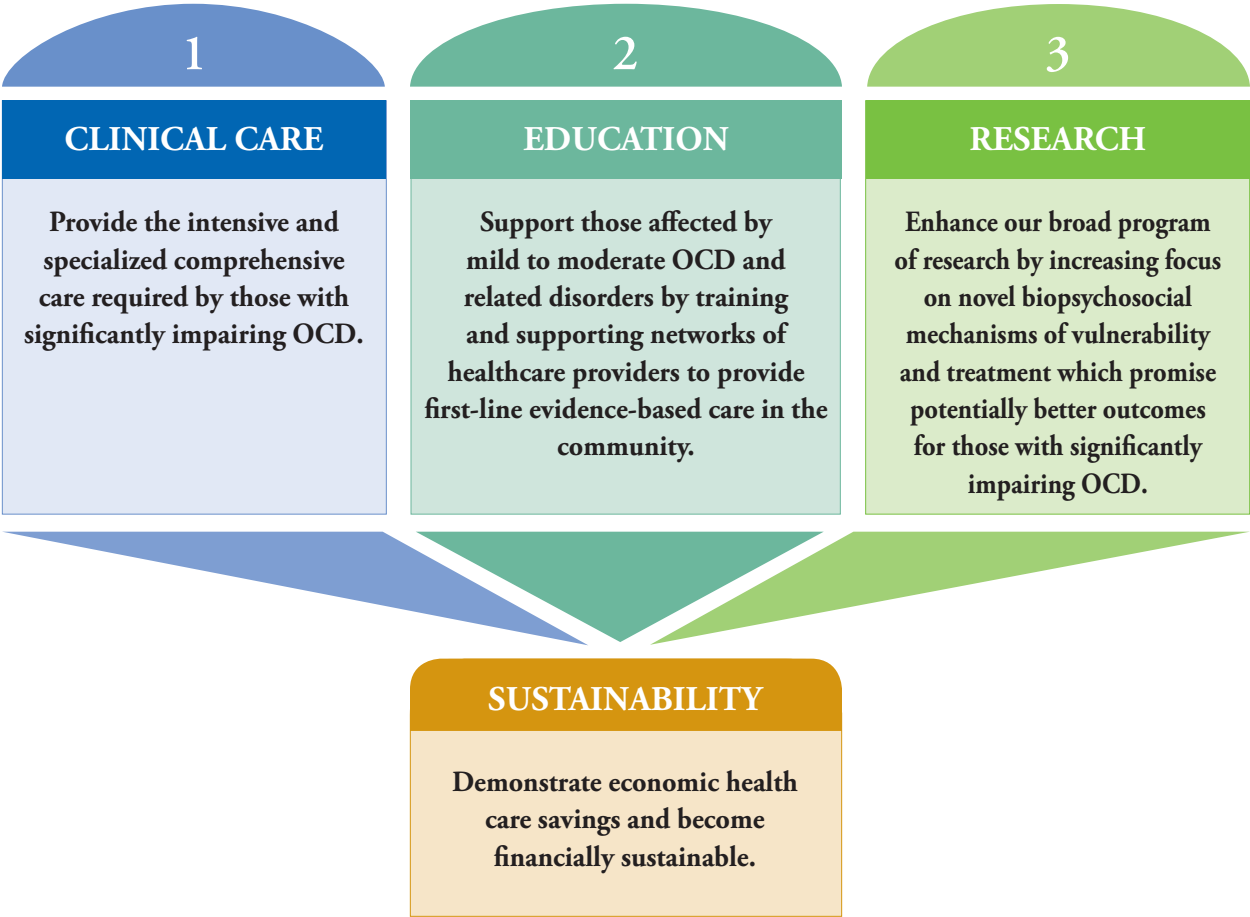 1
CLINICAL CARE
Provide the intensive and
specialized comprehensive
care required by those with
significantly impairing OCD.
2
EDUCATION
Support those affected by
mild to moderate OCD and
related disorders by training
and supporting networks of
healthcare providers to provide
first-line evidence-based care in the
community.
3
RESEARCH
Enhance our broad program
of research by increasing focus
on novel biopsychosocial
mechanisms of vulnerability
and treatment which promise
potentially better outcomes
for those with significantly
impairing OCD.
SUSTAINABILITY
Demonstrate economic health
care savings and become
financially sustainable.